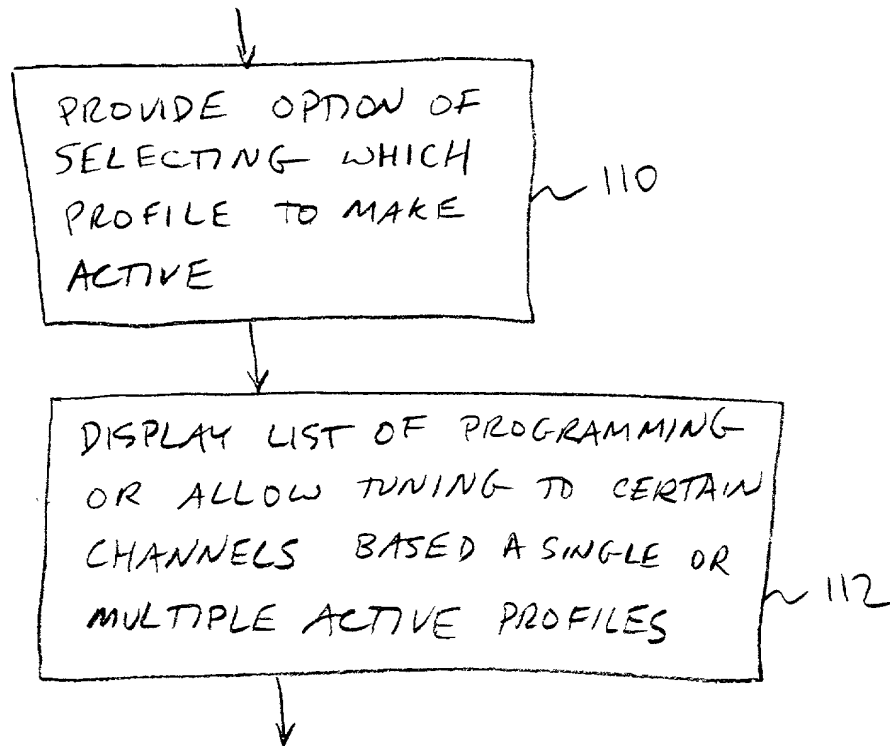 PROVIDE OPTION OF
SELECTING WHICH
PROFILE TO MAKE
ACTIVE
110
DISPLAY LIST OF PROGRAMMING
OR ALLOW TUNING TO CERTAIN
CHANNELS BASED A SINGLE OR
MULTIPLE ACTIVE PROFILES
112